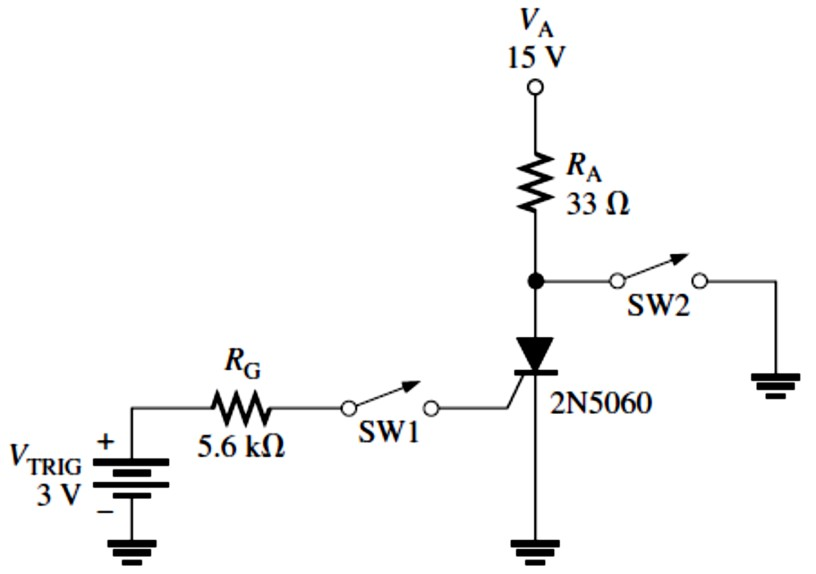 V_A
15 V
R_A
33 Ω
SW2
R_G
5.6 kΩ
SW1
2N5060
+
V_TRIG
3 V
−